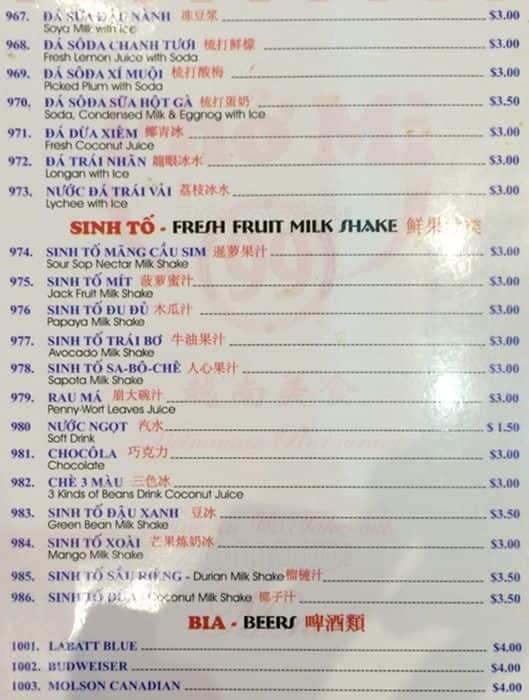 967. ĐÁ SỮA ĐẬU NÀNH 凍豆漿 $3.00
Soya Milk with Ice
968. ĐÁ SÔDA CHANH TƯƠI 梳打鮮檬 $3.00
Fresh Lemon Juice with Soda
969. ĐÁ SÔDA XÍ MUỘI 梳打酸梅 $3.00
Picked Plum with Soda
970. ĐÁ SÔĐA SỮA HỘT GÀ 梳打蛋奶 $3.50
Soda, Condensed Milk & Eggnog with Ice
971. ĐÁ DỪA XIÊM 椰青冰 $3.00
Fresh Coconut Juice
972. ĐÁ TRÁI NHÃN 龍眼冰水 $3.00
Longan with Ice
973. NƯỚC ĐÁ TRÁI VẢI 荔枝冰水 $3.00
Lychee with Ice
SINH TỐ - FRESH FRUIT MILK SHAKE 鮮果
974. SINH TỐ MÃNG CẦU SIM 暹萝果汁 $3.00
Sour Sop Nectar Milk Shake
975. SINH TỐ MÍT 菠萝蜜汁 $3.00
Jack Fruit Milk Shake
976 SINH TỐ ĐU ĐỦ 木瓜汁 $3.00
Papaya Milk Shake
977. SINH TỐ TRÁI BƠ 牛油果汁 $3.00
Avocado Milk Shake
978. SINH TỐ SA-BÔ-CHÊ 人心果汁 $3.00
Sapota Milk Shake
979. RAU MÁ 崩大碗汁 $3.00
Penny-Wort Leaves Juice
980 NƯỚC NGỌT 汽水 $ 1.50
Soft Drink
981. CHOCÔLA 巧克力 $3.00
Chocolate
982. CHÈ 3 MÀU 三色冰 $3.00
3 Kinds of Beans Drink Coconut Juice
983. SINH TỐ ĐẬU XANH 豆冰 $3.50
Green Bean Milk Shake
984. SINH TỐ XOÀI 芒果炼奶冰 $3.00
Mango Milk Shake
985. SINH TỐ SẦU RIÊNG - Durian Milk Shake 榴槤汁 $3.50
986. SINH TỐ DỪA - Coconut Milk Shake 椰子汁 $3.50
BIA - BEERS 啤酒類
1001. LABATT BLUE $4.00
1002. BUDWEISER $4.00
1003. MOLSON CANADIAN $4.00